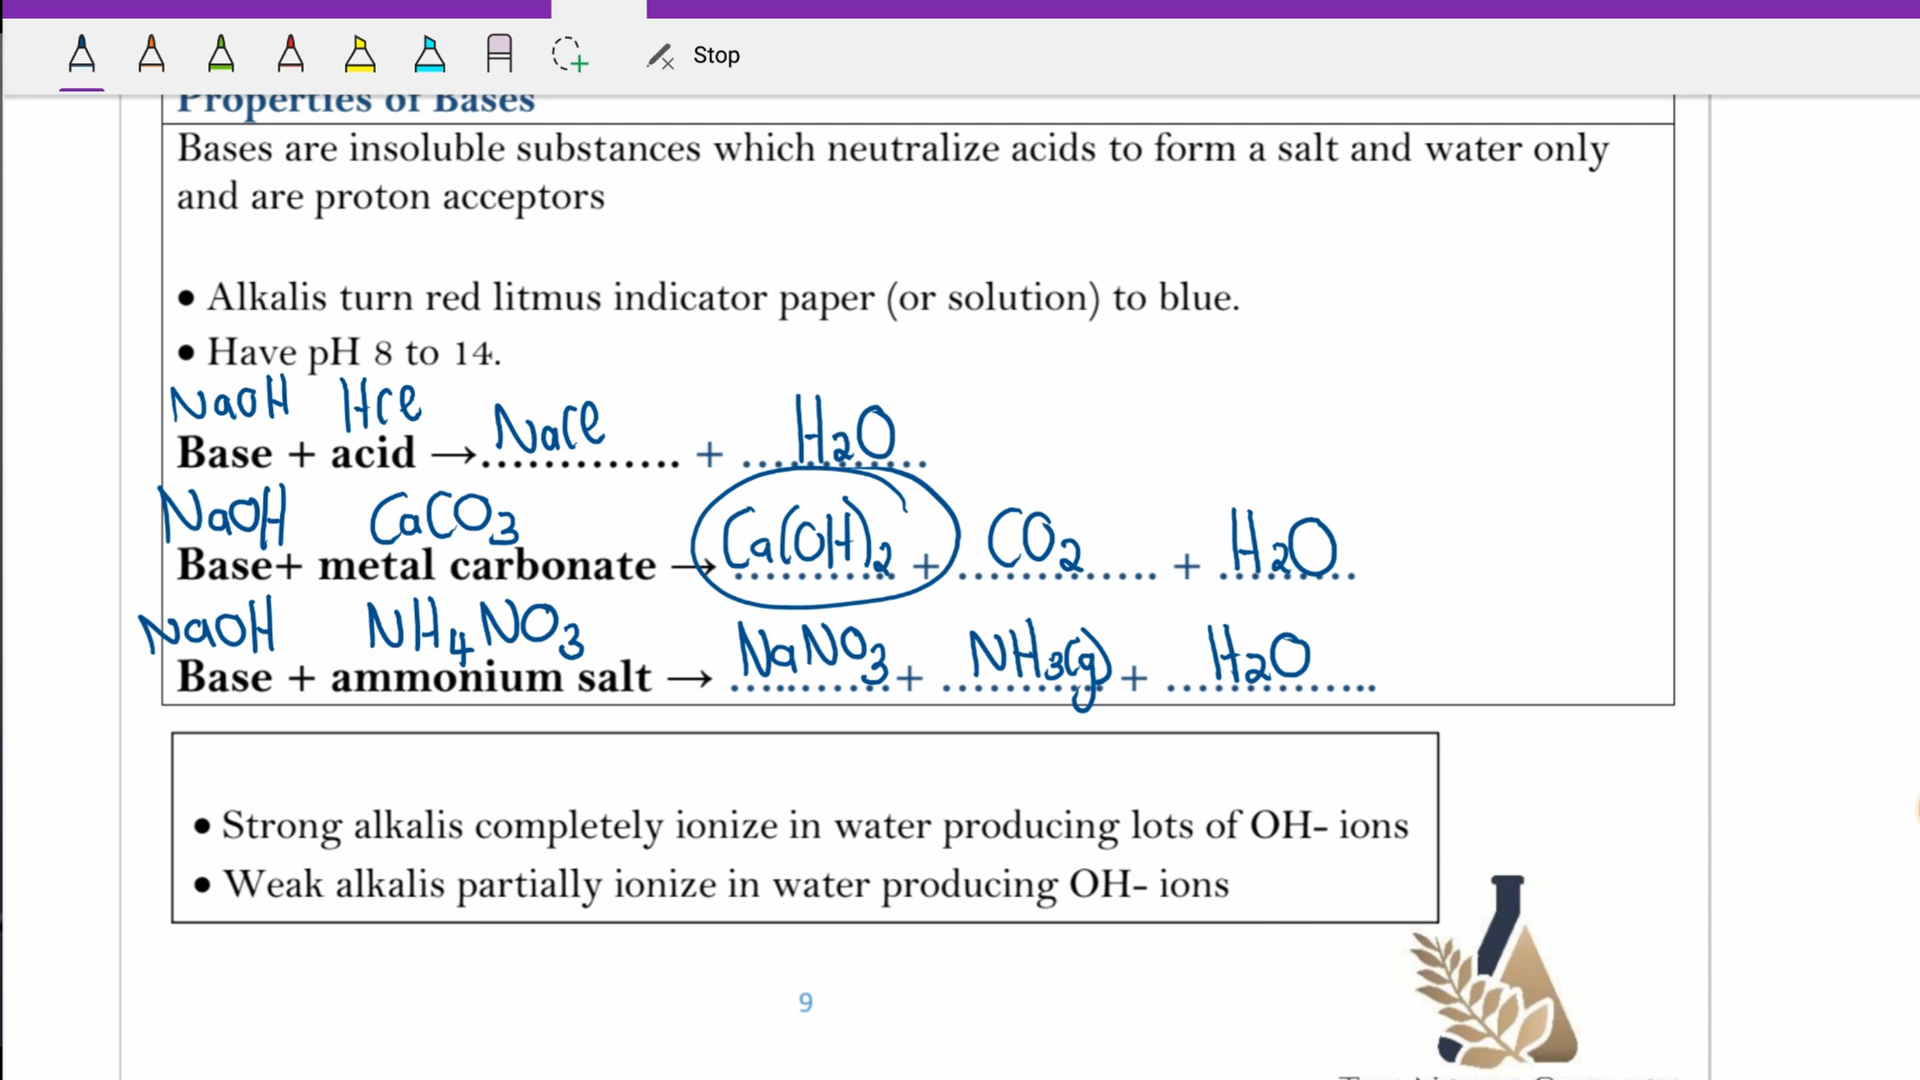 Stop
Properties of Bases
Bases are insoluble substances which neutralize acids to form a salt and water only
and are proton acceptors
● Alkalis turn red litmus indicator paper (or solution) to blue.
● Have pH 8 to 14.
NaOH HCl NaCl H2O
Base + acid →............. + ...........
NaOH CaCO3 Ca(OH)2 CO2 H2O
Base+ metal carbonate → .......... + ............. + ..........
NaOH NH4NO3 NaNO3 NH3(g) H2O
Base + ammonium salt → .......... + ........... + .............
● Strong alkalis completely ionize in water producing lots of OH- ions
● Weak alkalis partially ionize in water producing OH- ions
9